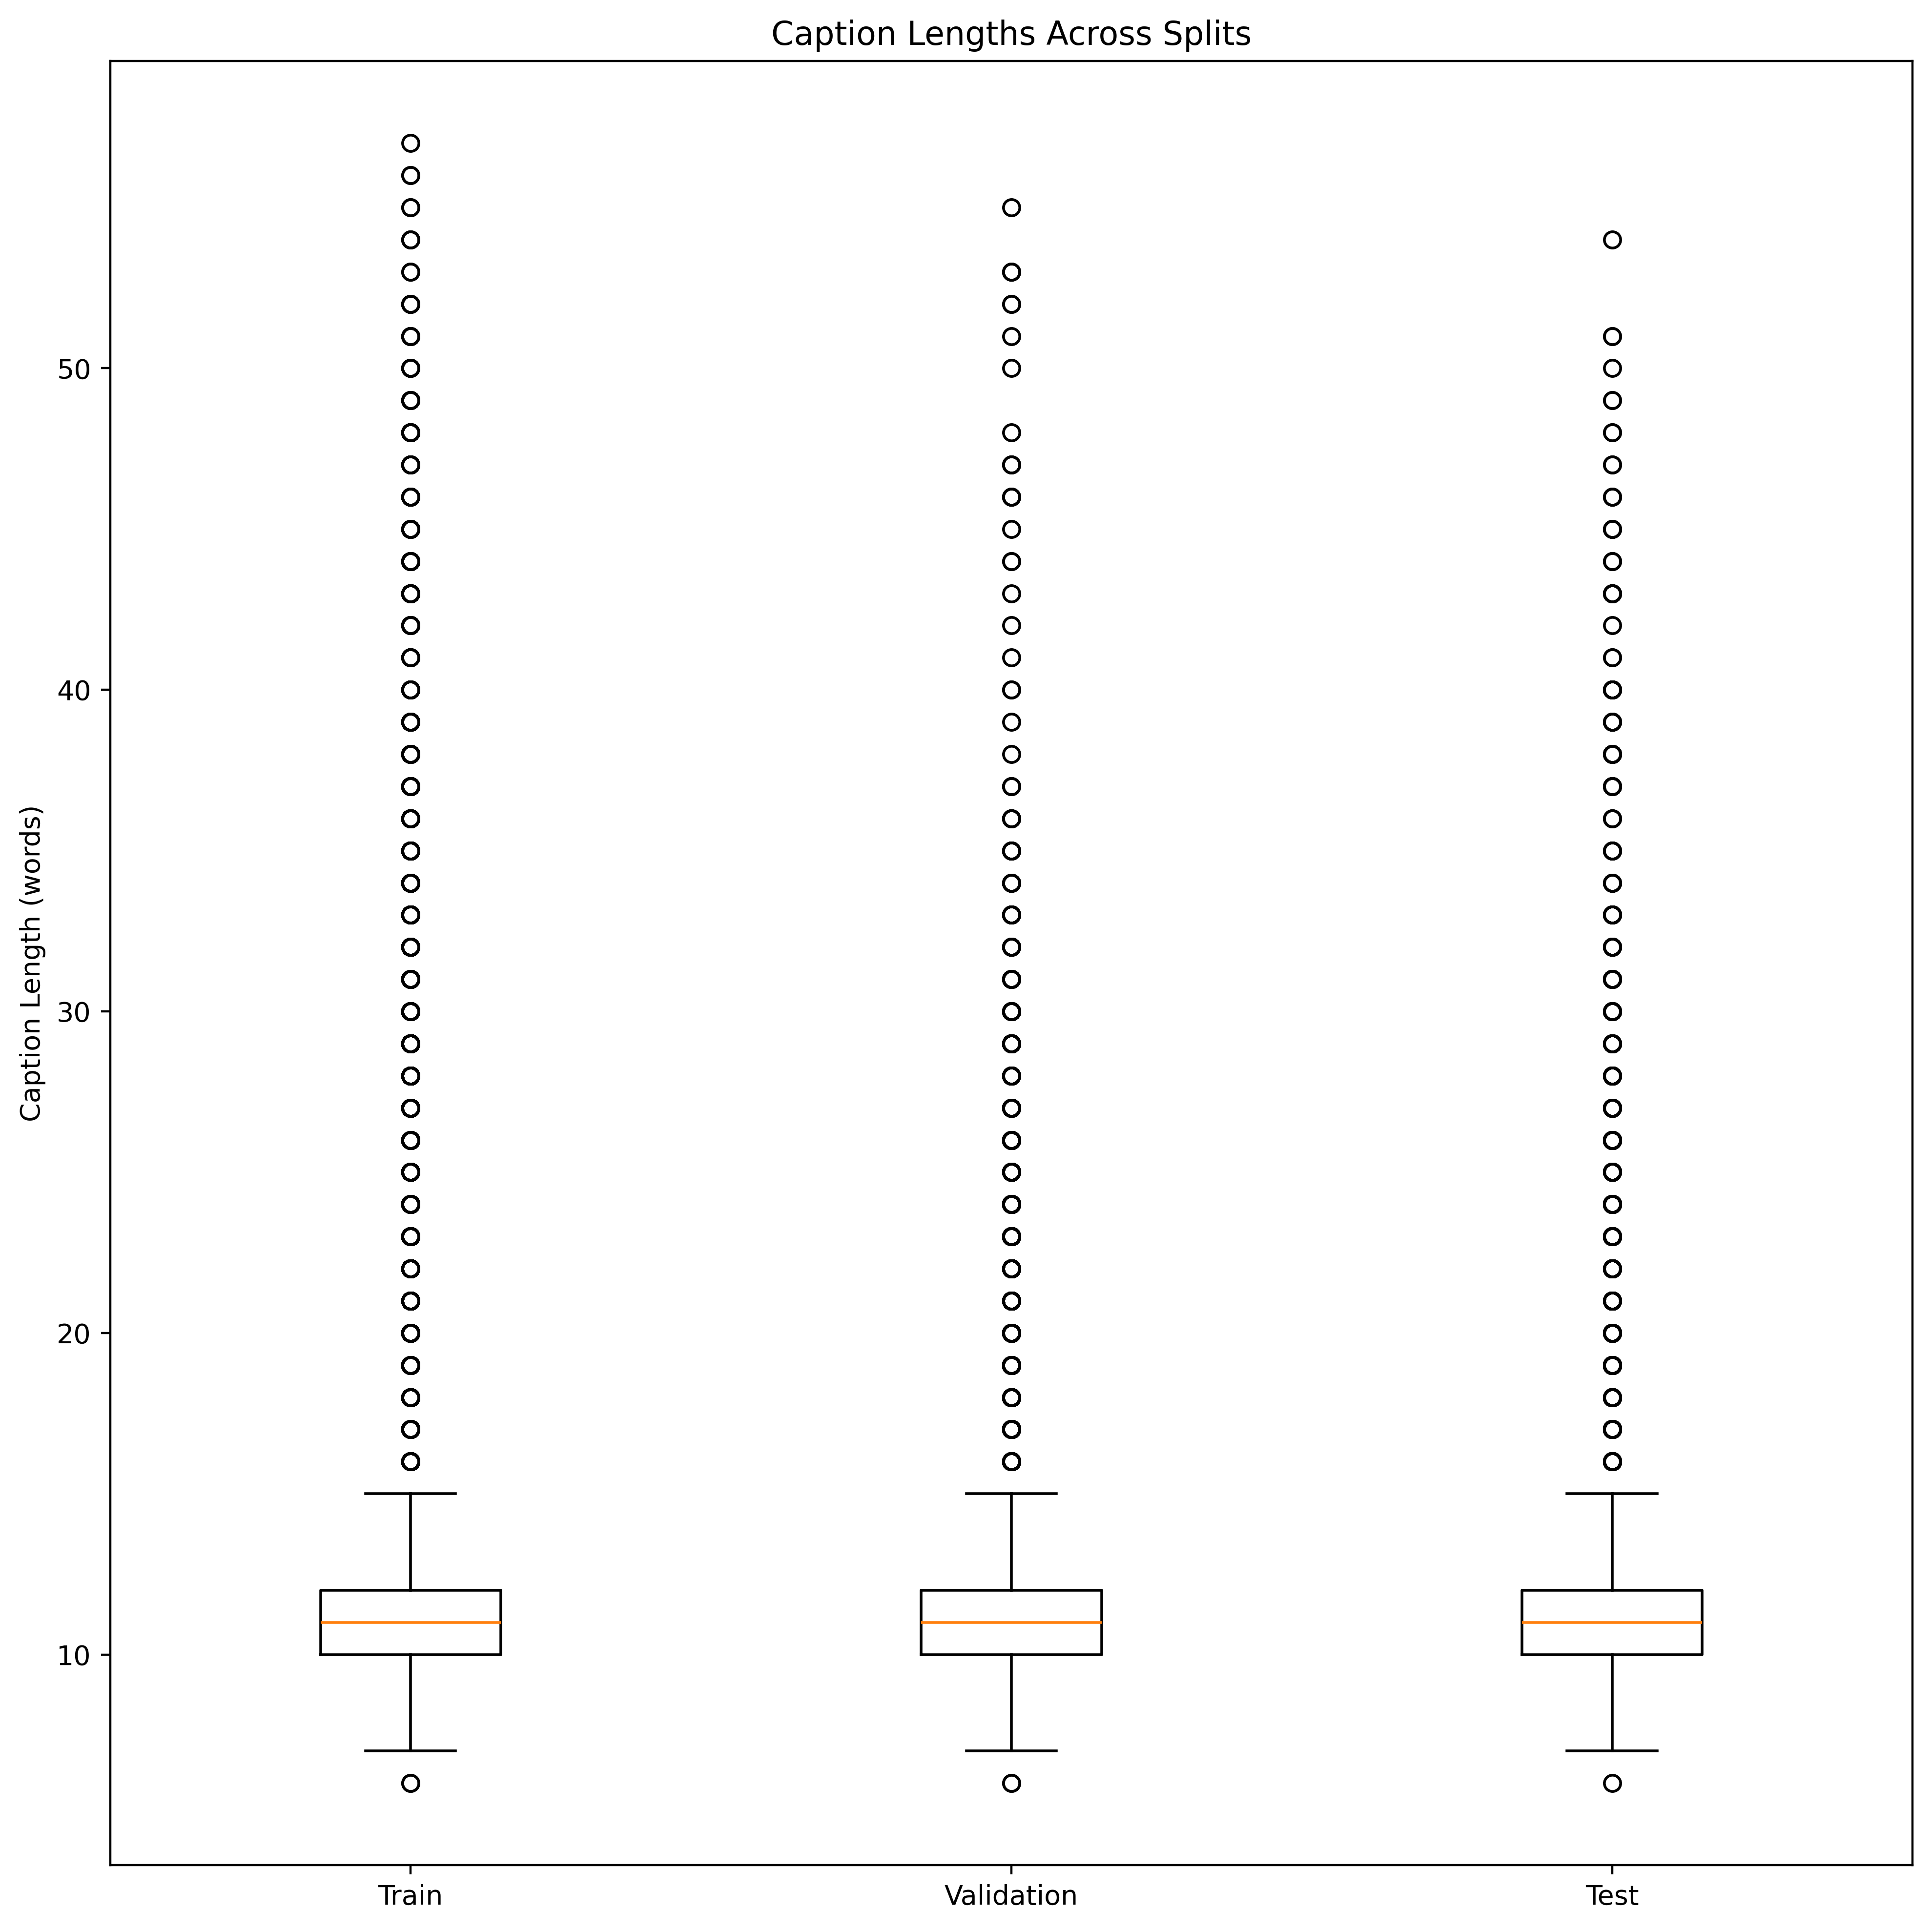 Caption Lengths Across Splits
Caption Length (words)
50
40
30
20
10
Train
Validation
Test